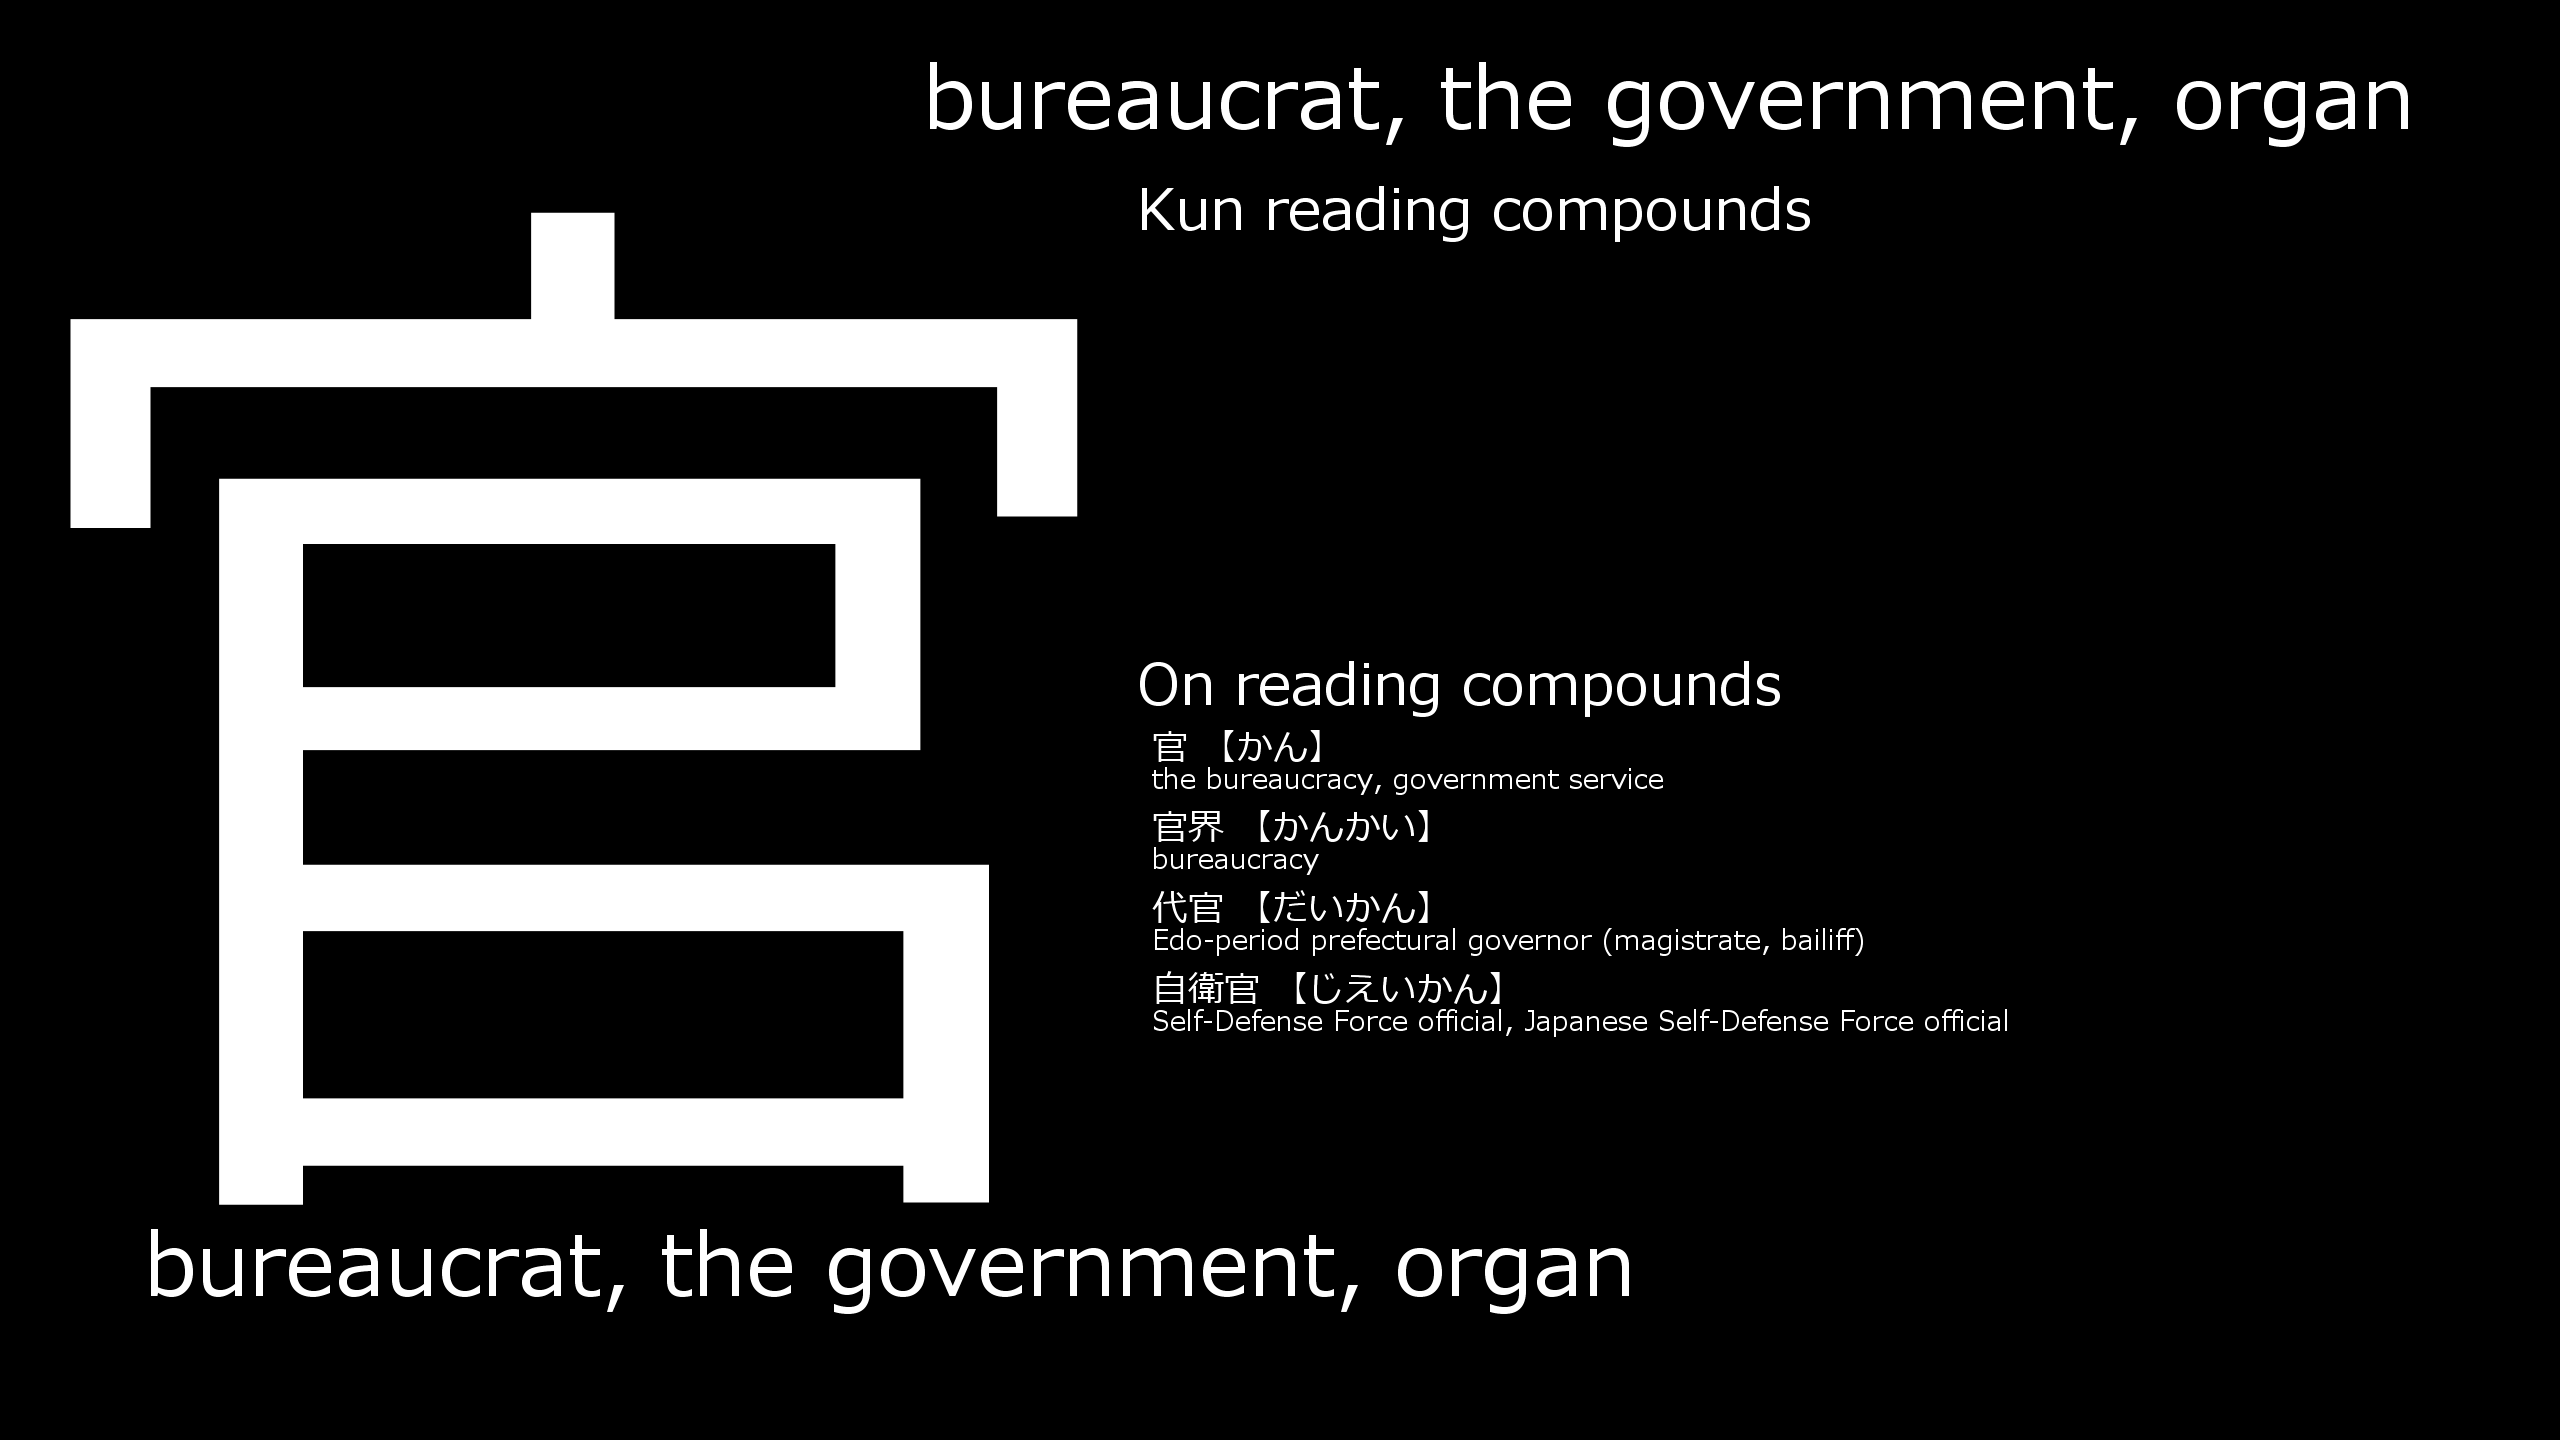 bureaucrat, the government, organ
Kun reading compounds
官
On reading compounds
官 【かん】
the bureaucracy, government service
官界 【かんかい】
bureaucracy
代官 【だいかん】
Edo-period prefectural governor (magistrate, bailiff)
自衛官 【じえいかん】
Self-Defense Force official, Japanese Self-Defense Force official
bureaucrat, the government, organ